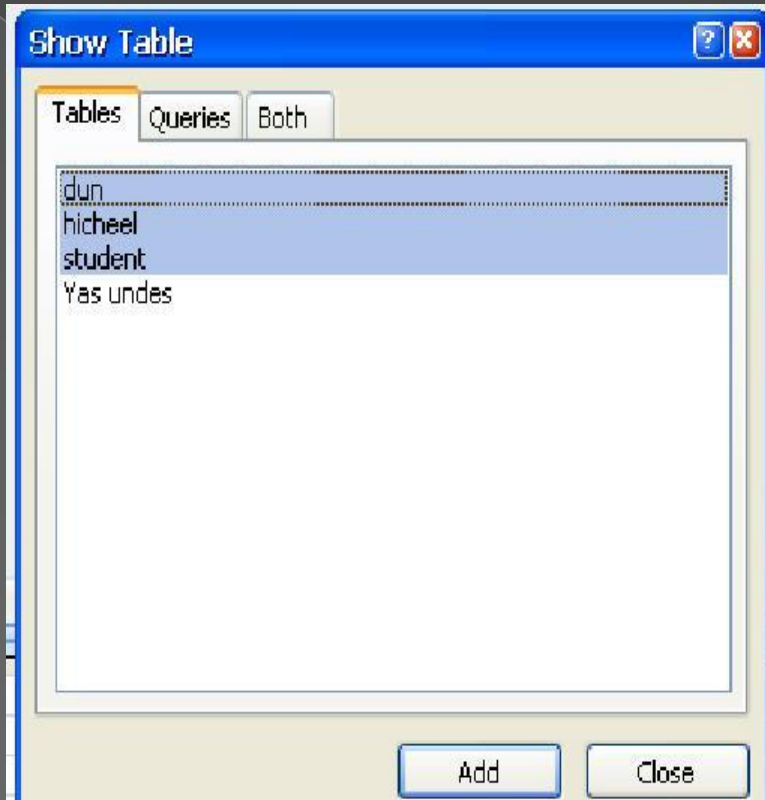 Show Table
Tables Queries Both
dun
hicheel
student
Yas undes
Add Close